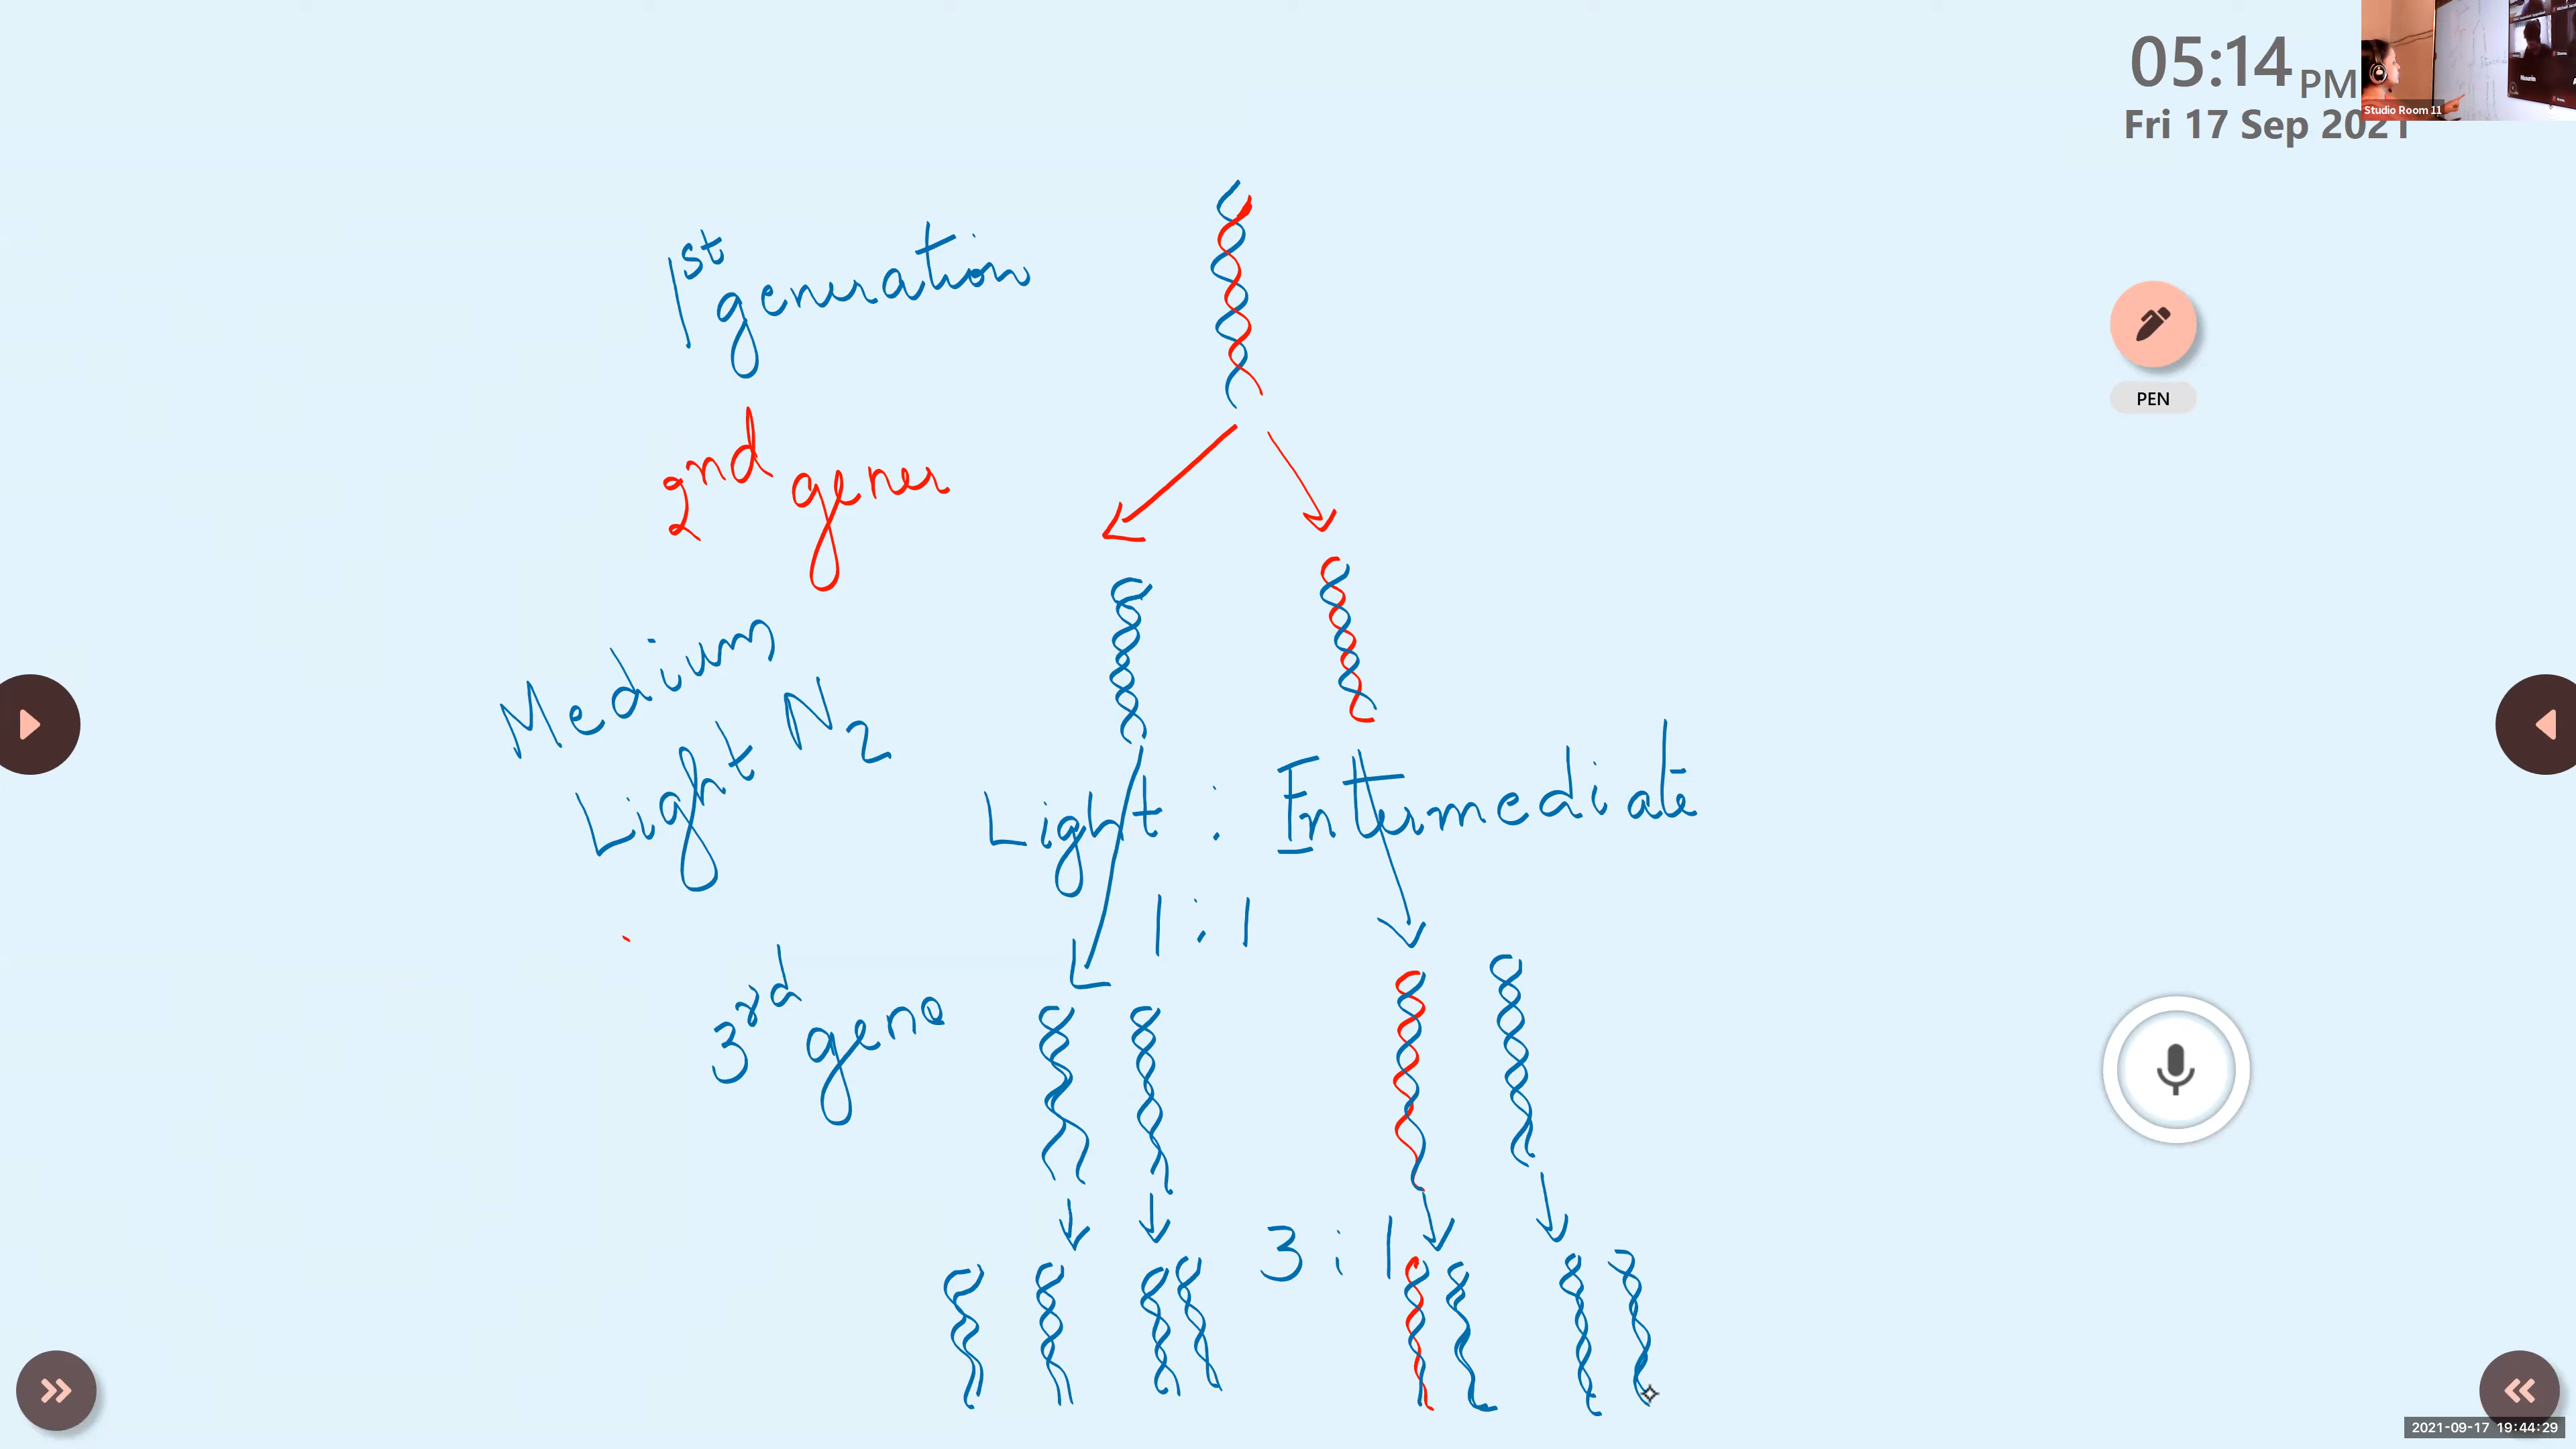 05:14 PM
Fri 17 Sep 2021
Studio Room 11
1st generation
PEN
2nd gener
Medium
Light N2
Light : Intermediate
1 : 1
3rd gene
3 : 1
2021-09-17 19:44:29